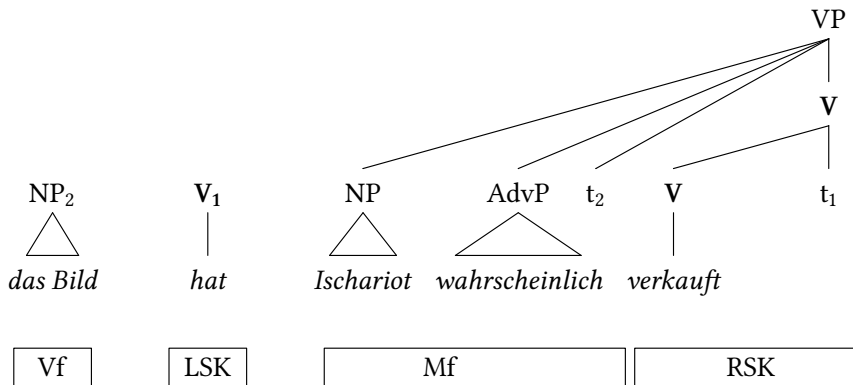 VP
V
NP₂ V₁ NP AdvP t₂ V t₁
das Bild hat Ischariot wahrscheinlich verkauft
Vf LSK Mf RSK